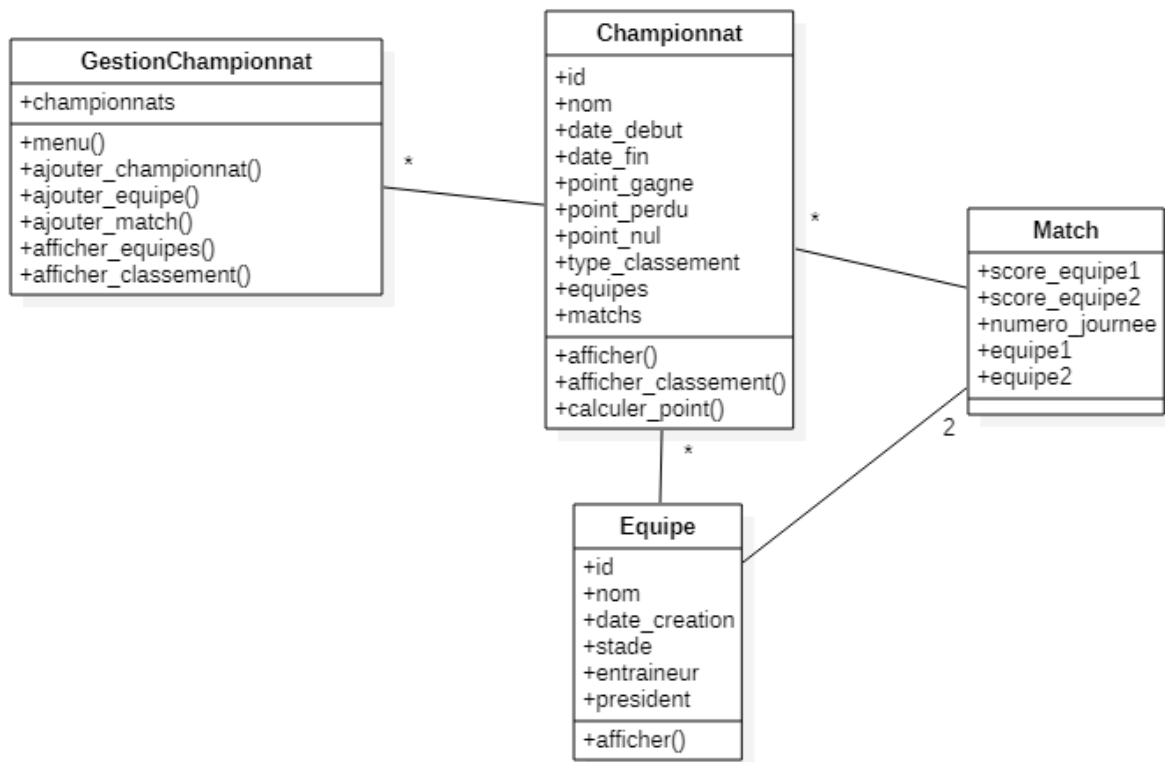 GestionChampionnat
+championnats
+menu()
+ajouter_championnat()
+ajouter_equipe()
+ajouter_match()
+afficher_equipes()
+afficher_classement()
*
Championnat
+id
+nom
+date_debut
+date_fin
+point_gagne
+point_perdu
+point_nul
+type_classement
+equipes
+matchs
+afficher()
+afficher_classement()
+calculer_point()
*
*
Match
+score_equipe1
+score_equipe2
+numero_journee
+equipe1
+equipe2
2
Equipe
+id
+nom
+date_creation
+stade
+entraineur
+president
+afficher()